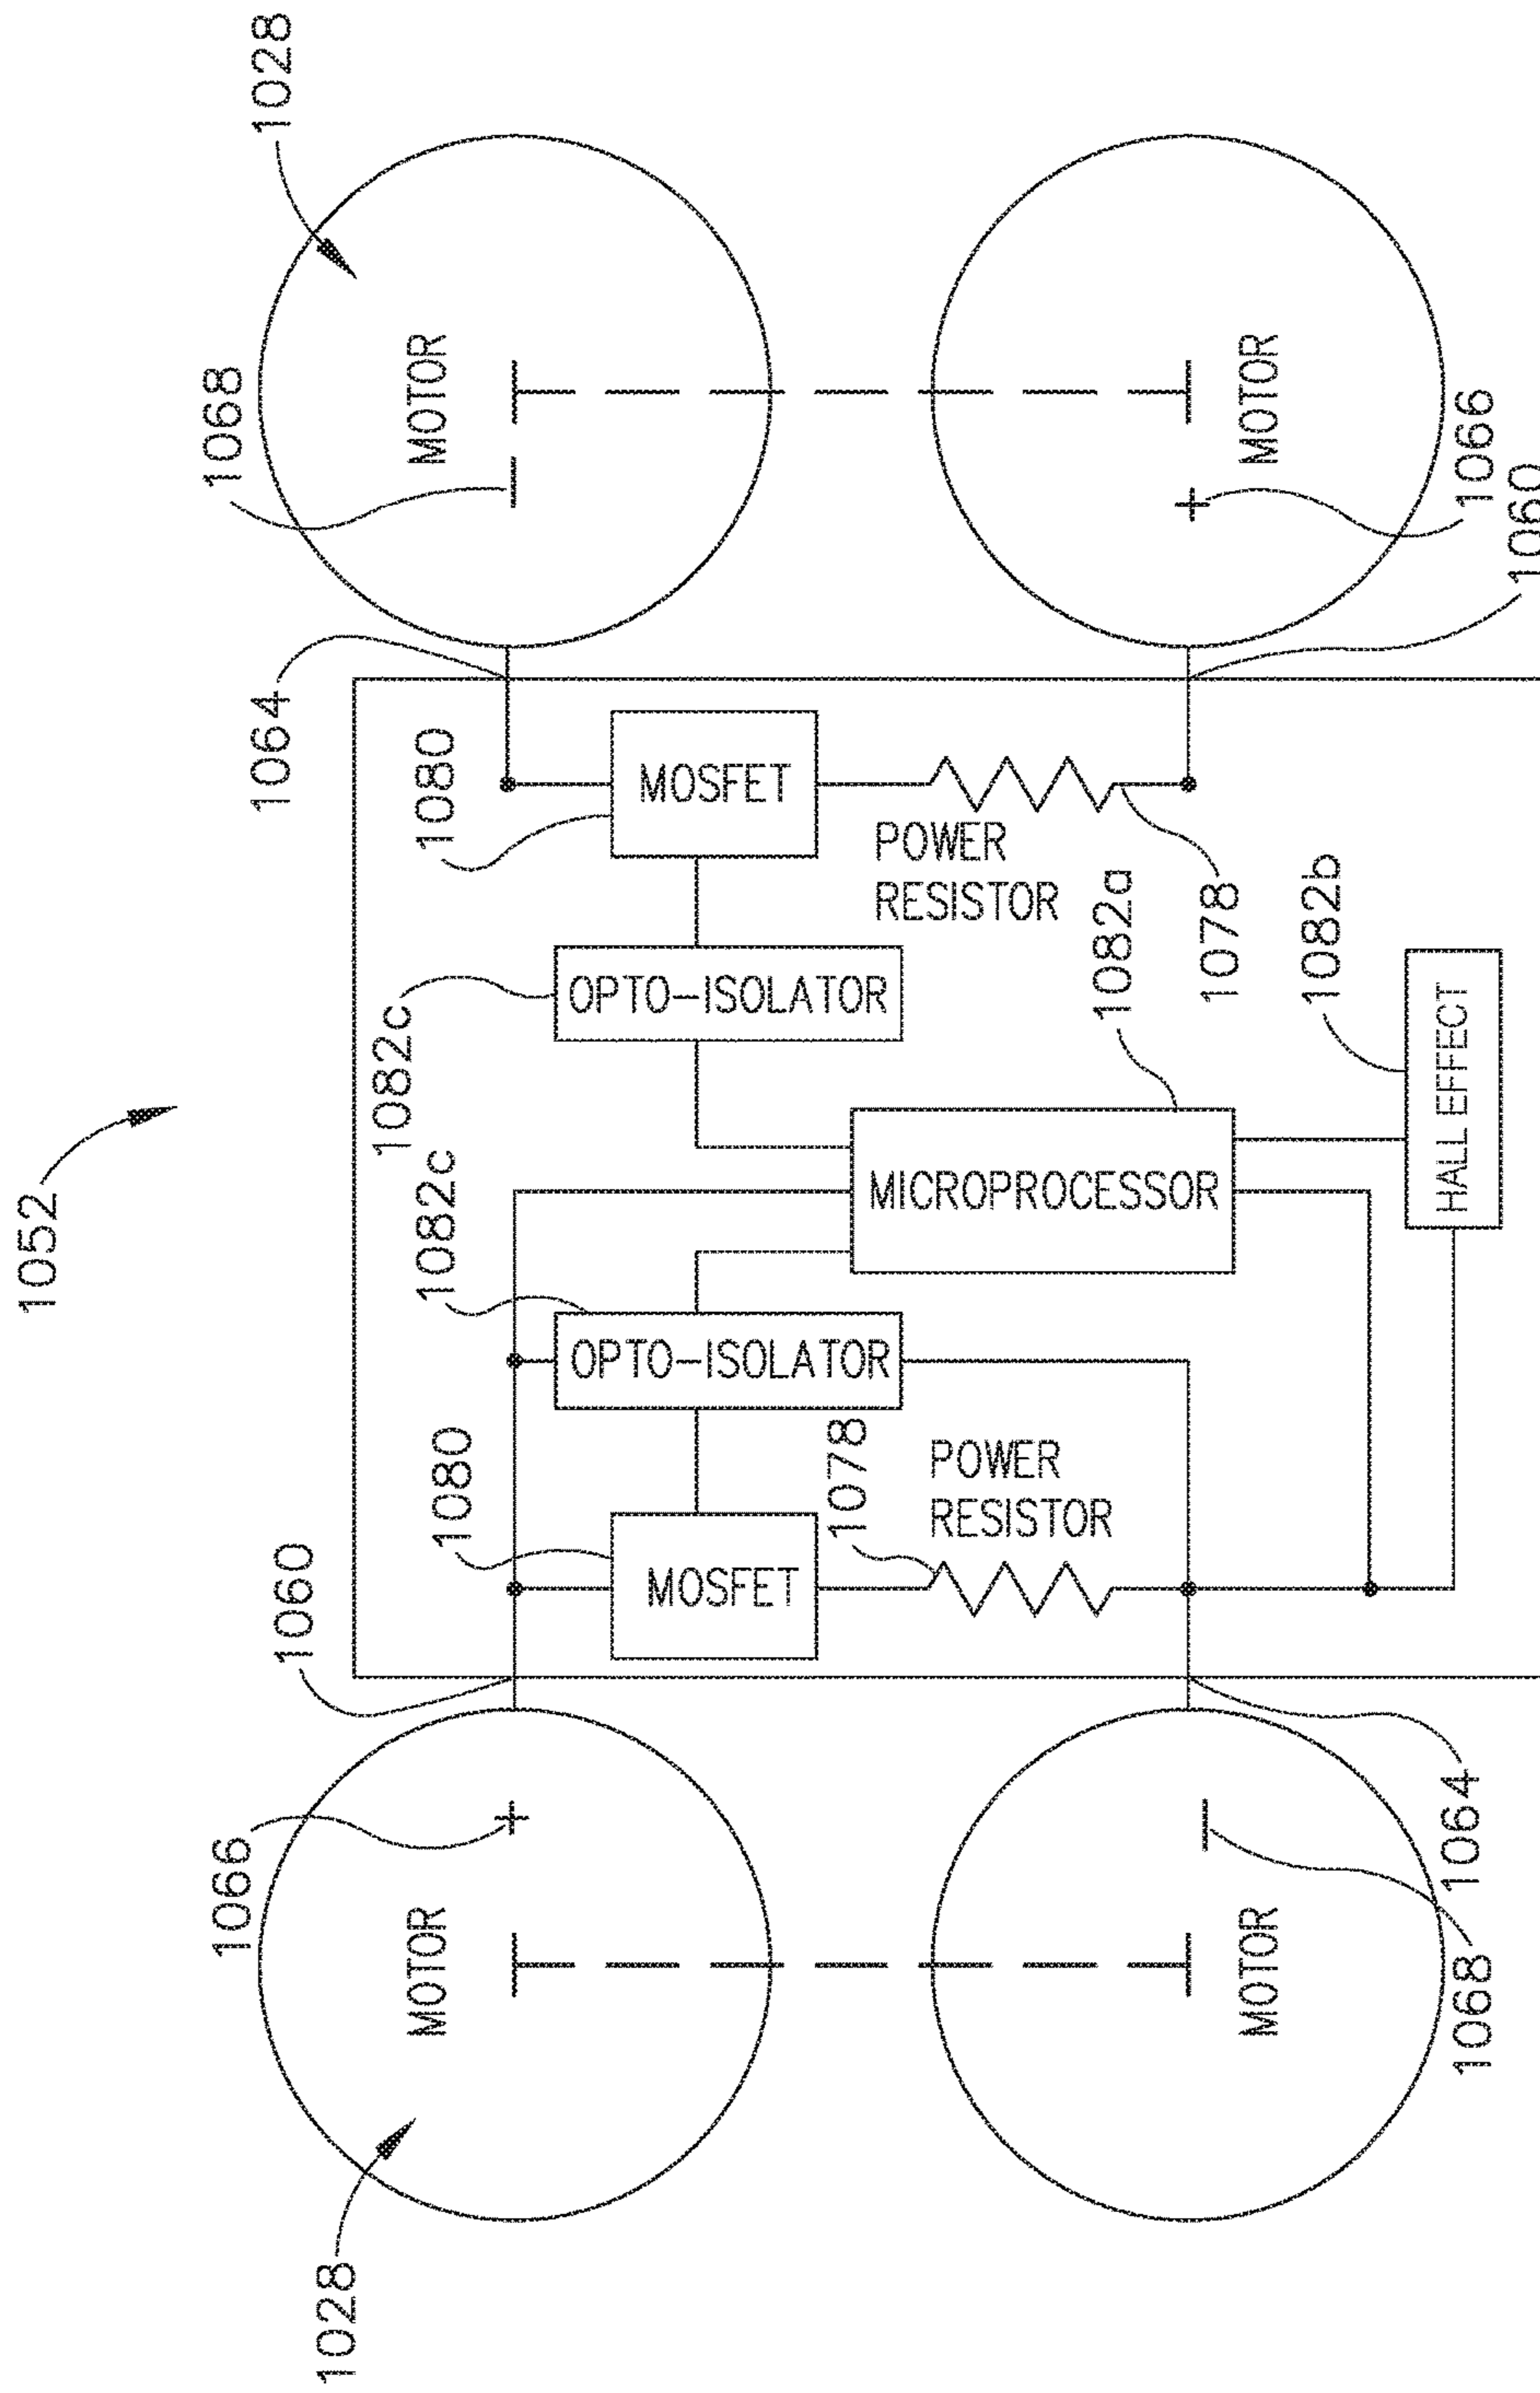 1052
1028
1068
MOTOR
1064
1080
MOSFET
POWER
RESISTOR
1078
1082c
OPTO-ISOLATOR
1082a
MICROPROCESSOR
1082b
HALL EFFECT
MOTOR
1066
1060
1082c
OPTO-ISOLATOR
1080
MOSFET
1078
POWER
RESISTOR
1060
1066
MOTOR
1028
1064
1068
MOTOR
+
+